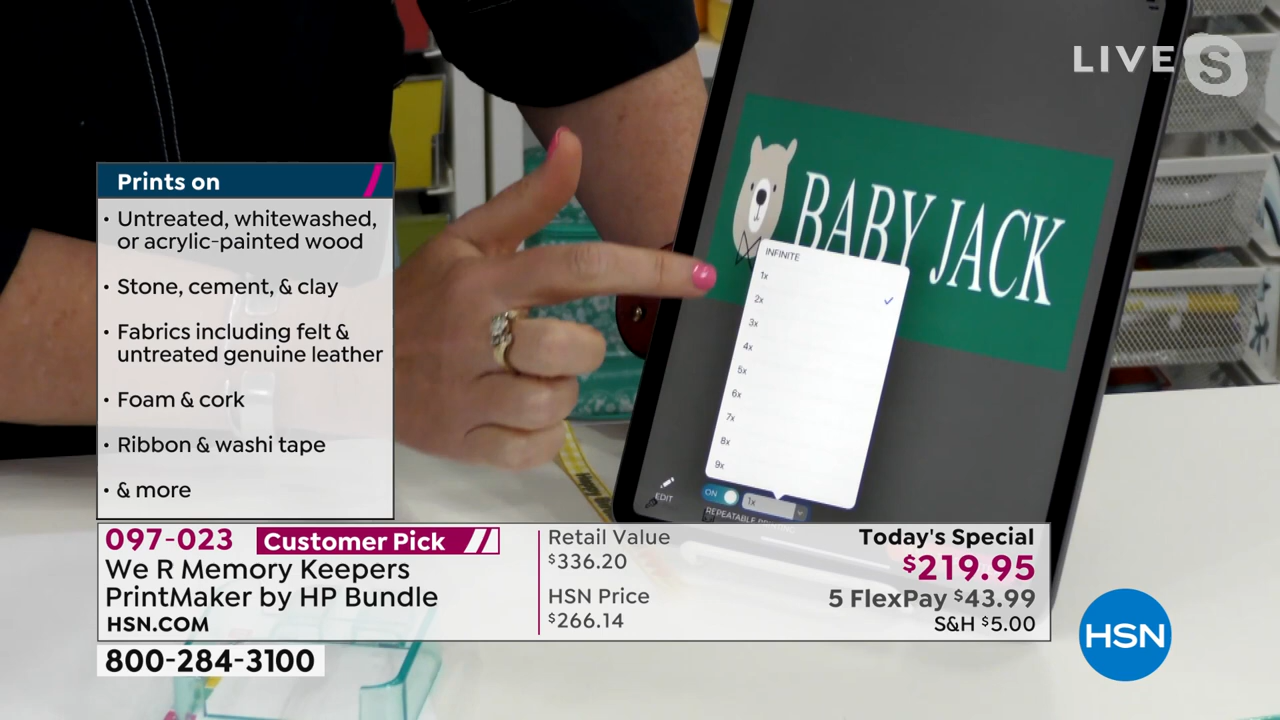 LIVE S
BABY JACK
INFINITE
1x
2x
3x
4x
5x
6x
7x
8x
9x
EDIT
ON
1x
Prints on
· Untreated, whitewashed,
or acrylic-painted wood
· Stone, cement, & clay
· Fabrics including felt &
untreated genuine leather
· Foam & cork
· Ribbon & washi tape
· & more
097-023 Customer Pick
We R Memory Keepers
PrintMaker by HP Bundle
HSN.COM
Retail Value
$336.20
HSN Price
$266.14
Today's Special
$219.95
5 FlexPay $43.99
S&H $5.00
800-284-3100
HSN